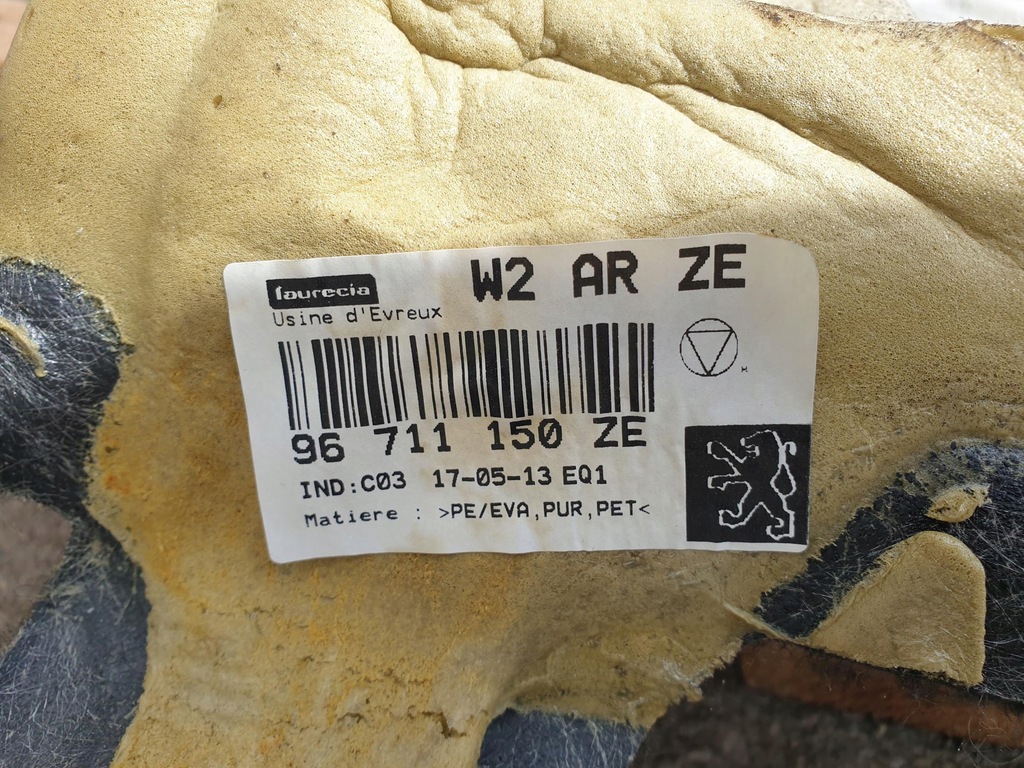 faurecia
W2 AR ZE
Usine d'Evreux
96 711 150 ZE
IND:C03 17-05-13 EQ1
Matiere : >PE/EVA,PUR,PET<